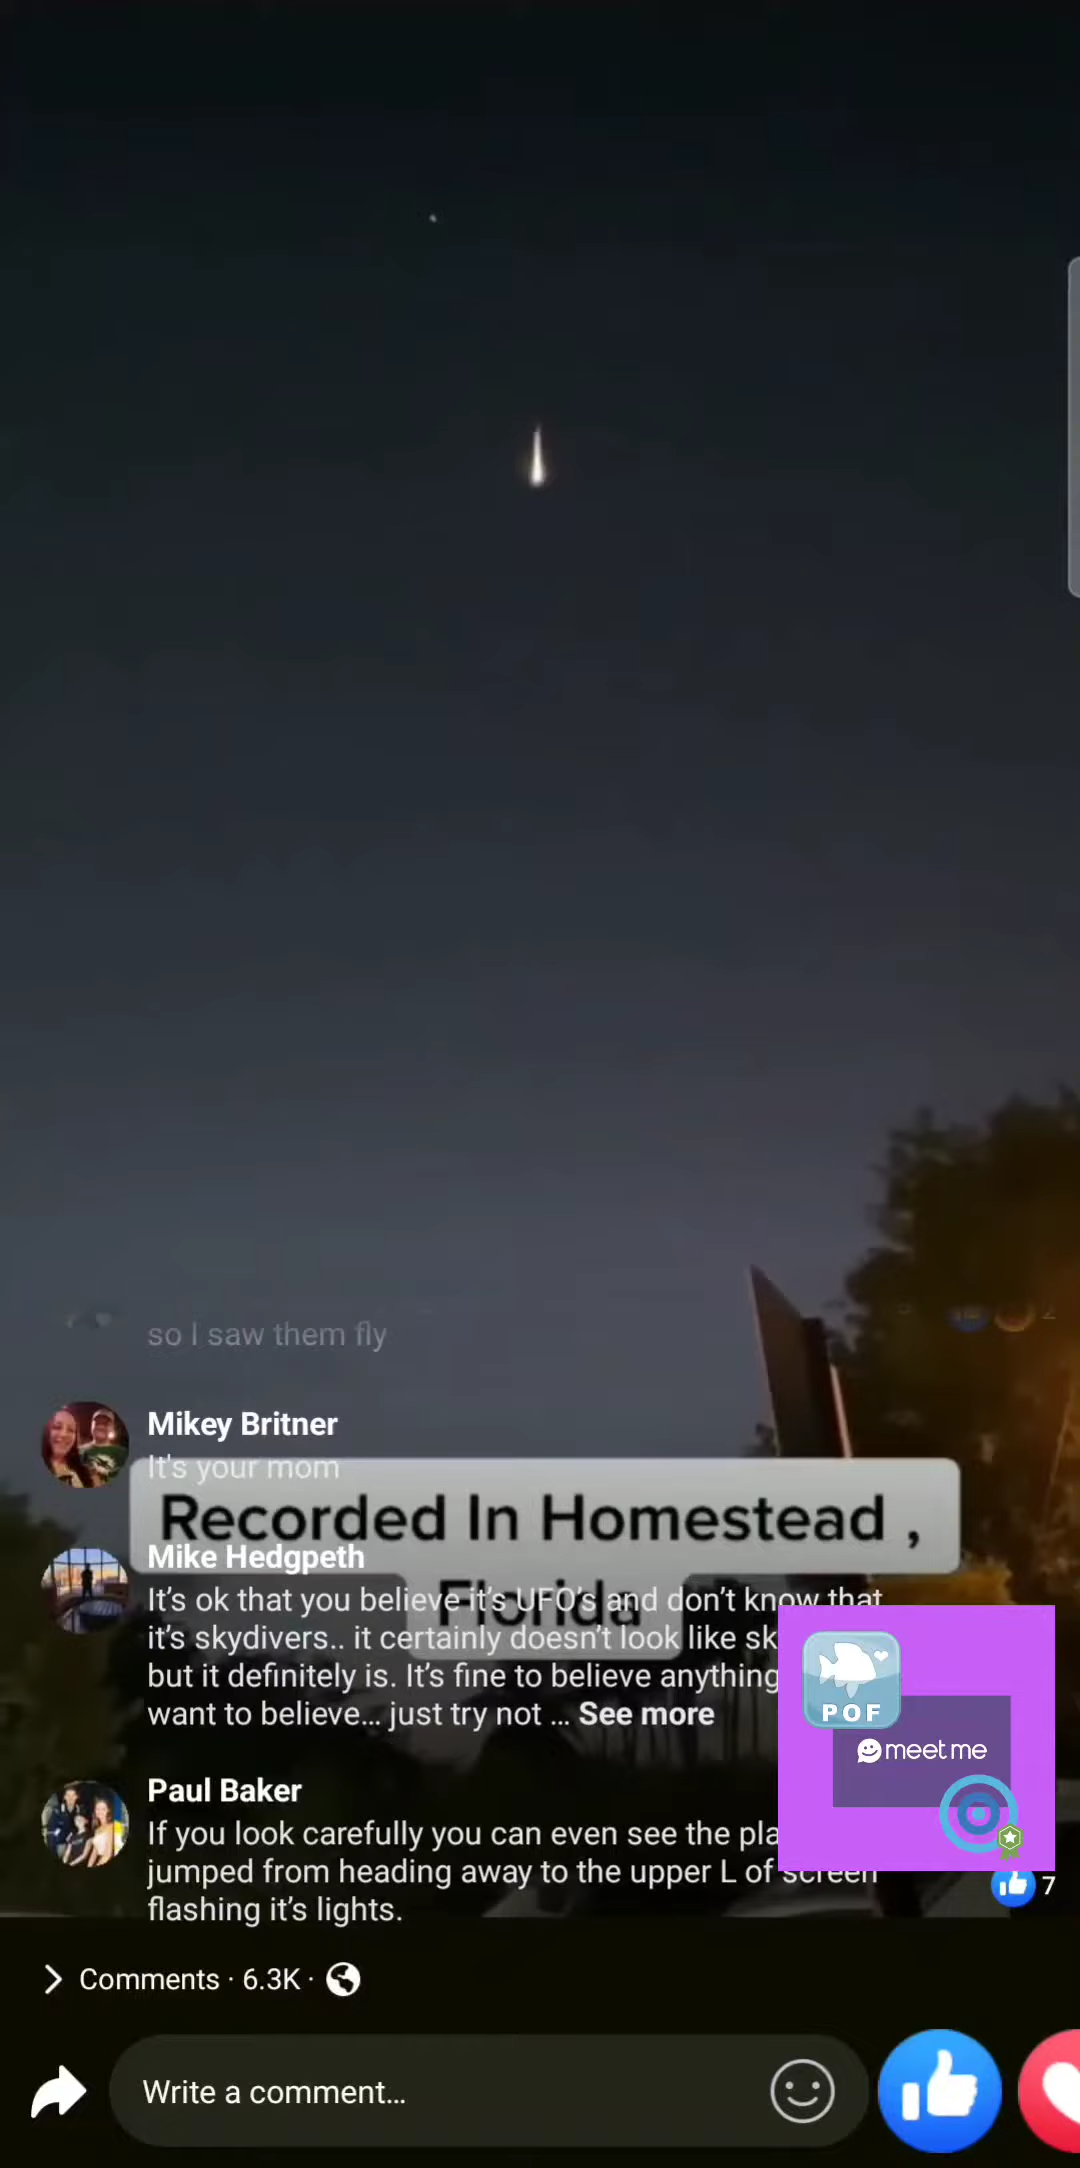 so I saw them fly
2
Mikey Britner
It's your mom
Recorded In Homestead ,
Florida
Mike Hedgpeth
It's ok that you believe it's UFO's and don't know that
it's skydivers.. it certainly doesn't look like
but it definitely is. It's fine to believe anything
want to believe... just try not ... See more
POF
meetme
Paul Baker
If you look carefully you can even see the
jumped from heading away to the upper L of screen
flashing it's lights.
7
Comments · 6.3K ·
Write a comment...